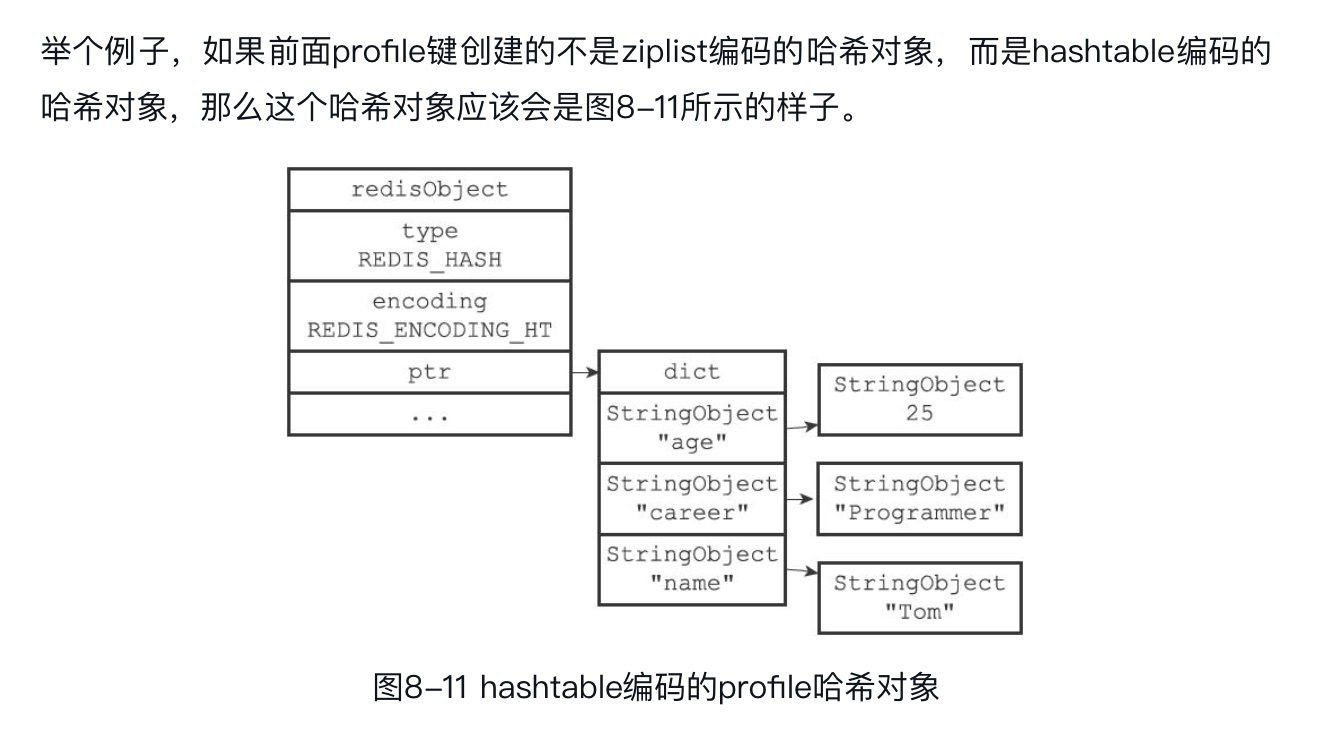 举个例子，如果前面profile键创建的不是ziplist编码的哈希对象，而是hashtable编码的
哈希对象，那么这个哈希对象应该会是图8–11所示的样子。
redisObject
type
REDIS_HASH
encoding
REDIS_ENCODING_HT
ptr
...
dict
StringObject
"age"
StringObject
"career"
StringObject
"name"
StringObject
25
StringObject
"Programmer"
StringObject
"Tom"
图8–11 hashtable编码的profile哈希对象